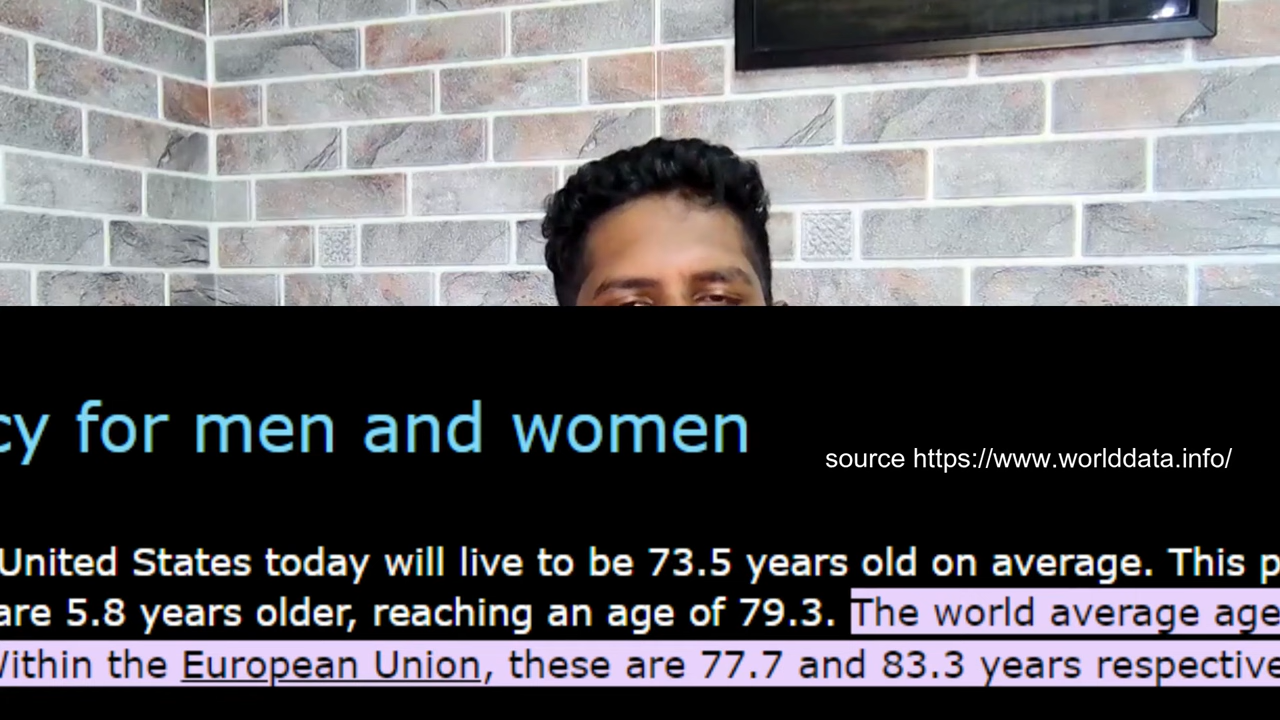 cy for men and women
source https://www.worlddata.info/
United States today will live to be 73.5 years old on average. This p
are 5.8 years older, reaching an age of 79.3. The world average age
Within the European Union, these are 77.7 and 83.3 years respective